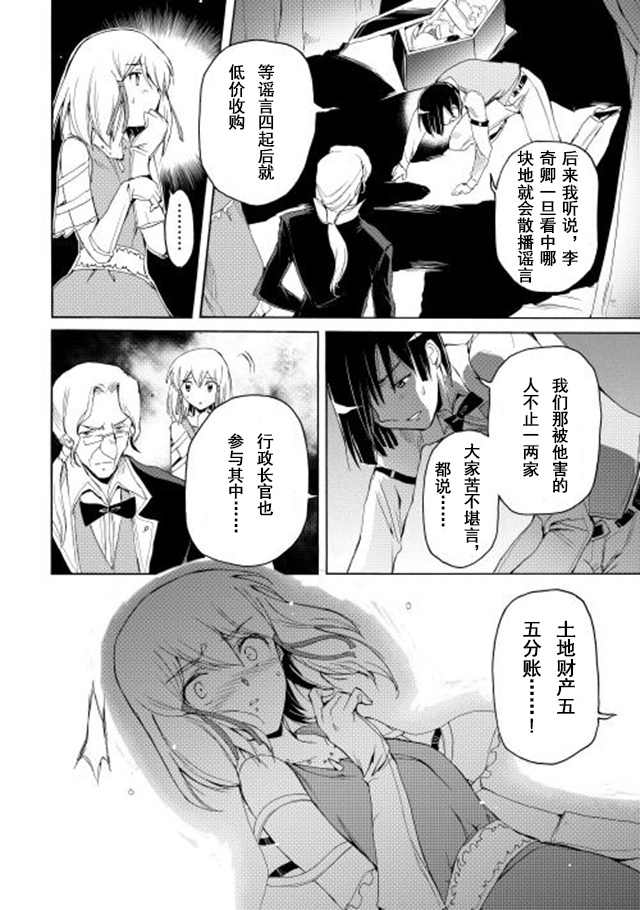 后来我听说，李
奇卿一旦看中哪
块地就会散播谣言
等谣言四起后就
低价收购
……
我们那被他害的
人不止一两家
大家苦不堪言，
都说……
行政长官也
参与其中……
土地财产五
五分账……！